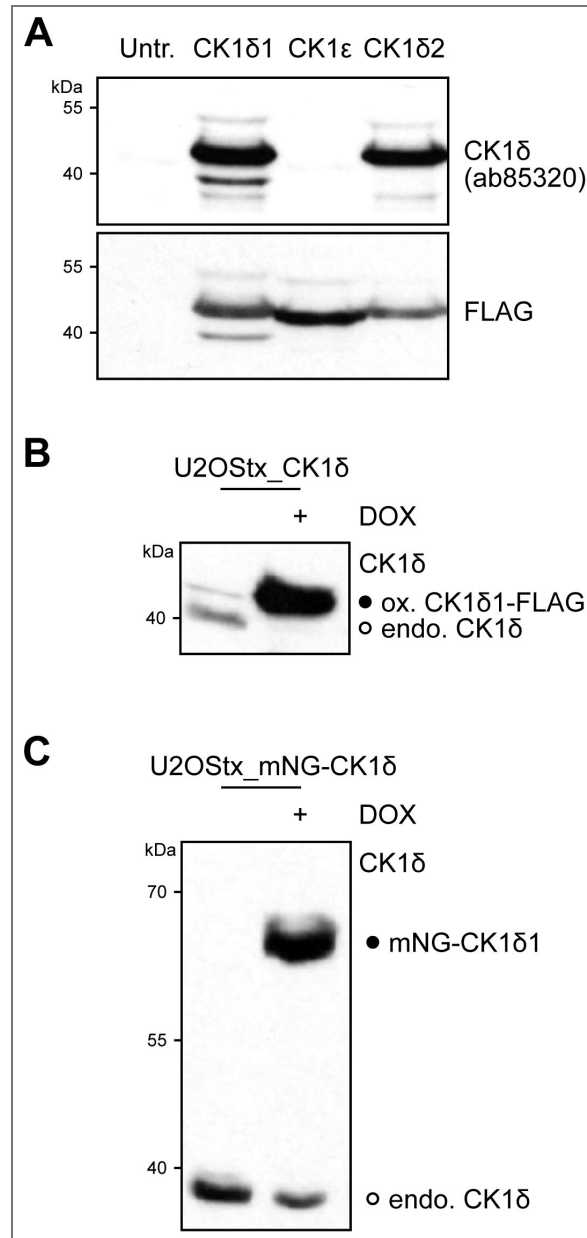 A
Untr. CK1δ1 CK1ε CK1δ2
kDa
55
40
CK1δ
(ab85320)
55
40
FLAG
B
U2OStx_CK1δ
+ DOX
kDa
CK1δ
40
● ox. CK1δ1-FLAG
○ endo. CK1δ
C
U2OStx_mNG-CK1δ
+ DOX
kDa
CK1δ
70
● mNG-CK1δ1
55
40
○ endo. CK1δ